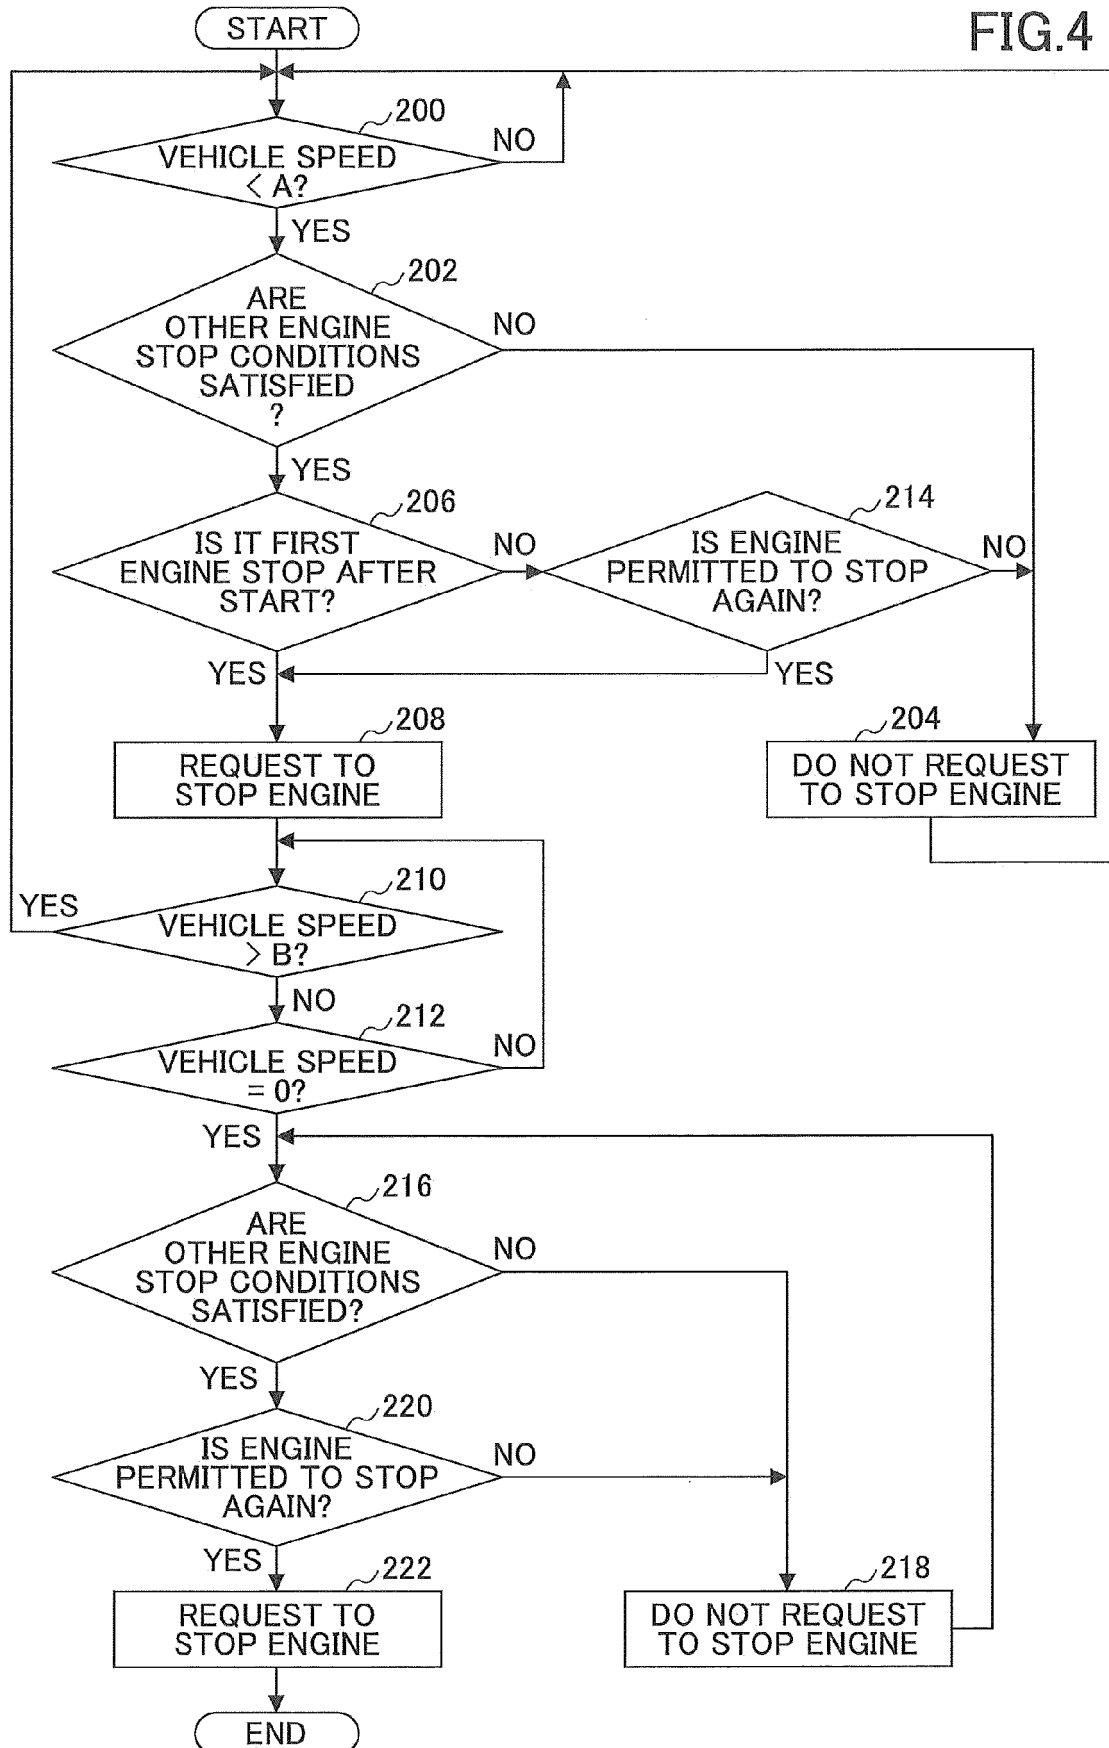 START
FIG.4
200
VEHICLE SPEED
< A?
NO
YES
202
ARE
OTHER ENGINE
STOP CONDITIONS
SATISFIED
?
NO
YES
206
IS IT FIRST
ENGINE STOP AFTER
START?
NO
214
IS ENGINE
PERMITTED TO STOP
AGAIN?
NO
YES
YES
208
REQUEST TO
STOP ENGINE
204
DO NOT REQUEST
TO STOP ENGINE
210
VEHICLE SPEED
> B?
YES
NO
212
VEHICLE SPEED
= 0?
NO
YES
216
ARE
OTHER ENGINE
STOP CONDITIONS
SATISFIED?
NO
YES
220
IS ENGINE
PERMITTED TO STOP
AGAIN?
NO
YES
222
REQUEST TO
STOP ENGINE
218
DO NOT REQUEST
TO STOP ENGINE
END